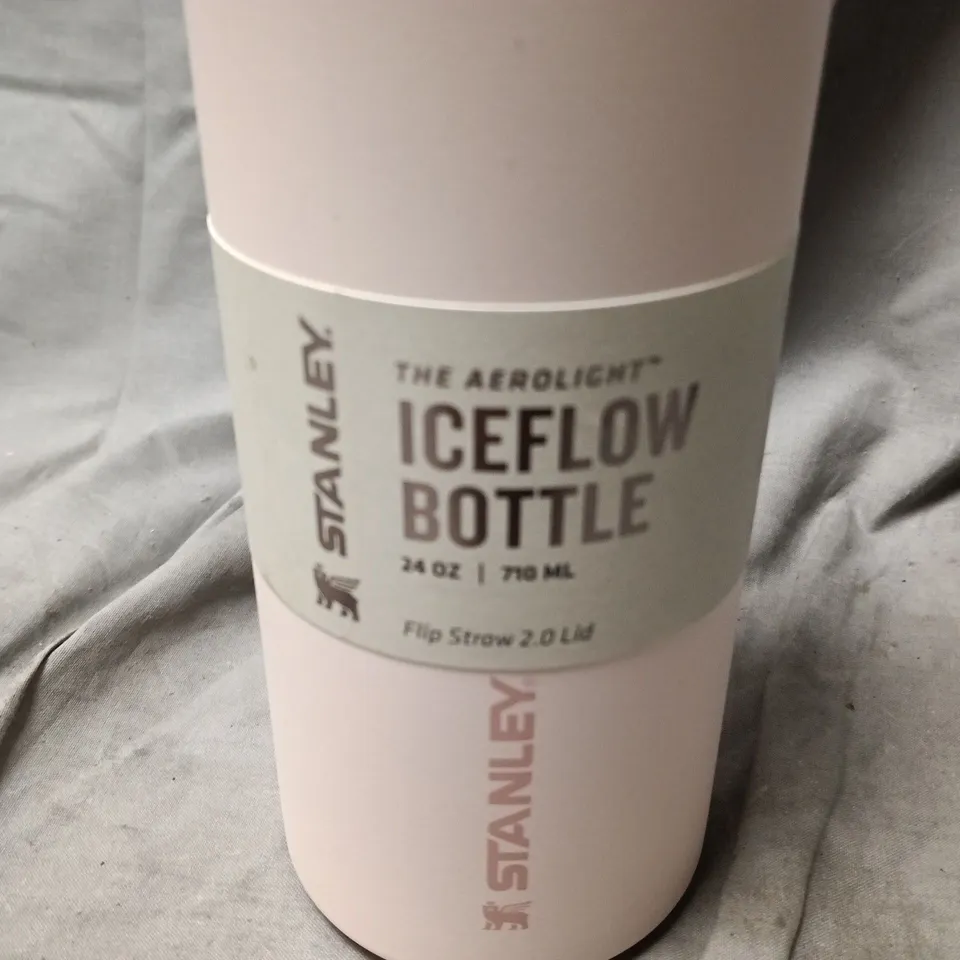 STANLEY®
THE AEROLIGHT™
ICEFLOW
BOTTLE
24 OZ | 710 ML
Flip Straw 2.0 Lid
STANLEY